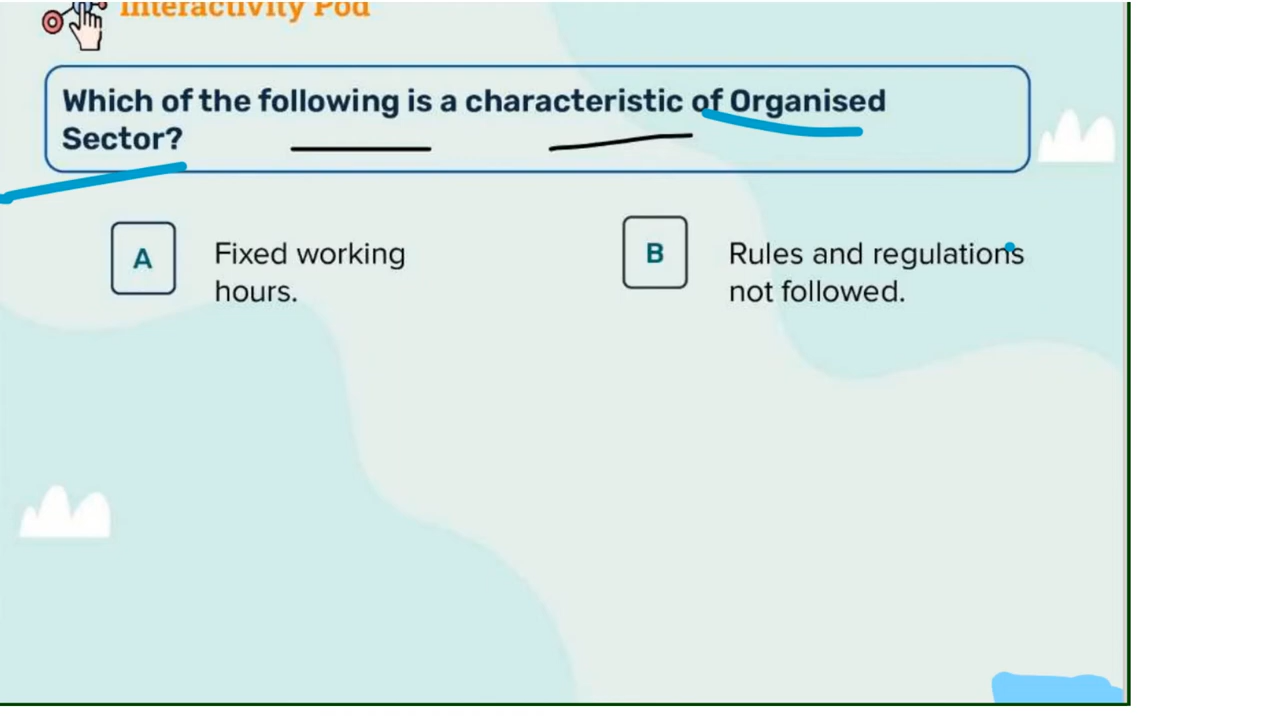 Interactivity Pod
Which of the following is a characteristic of Organised
Sector?
A
Fixed working
hours.
B
Rules and regulations
not followed.